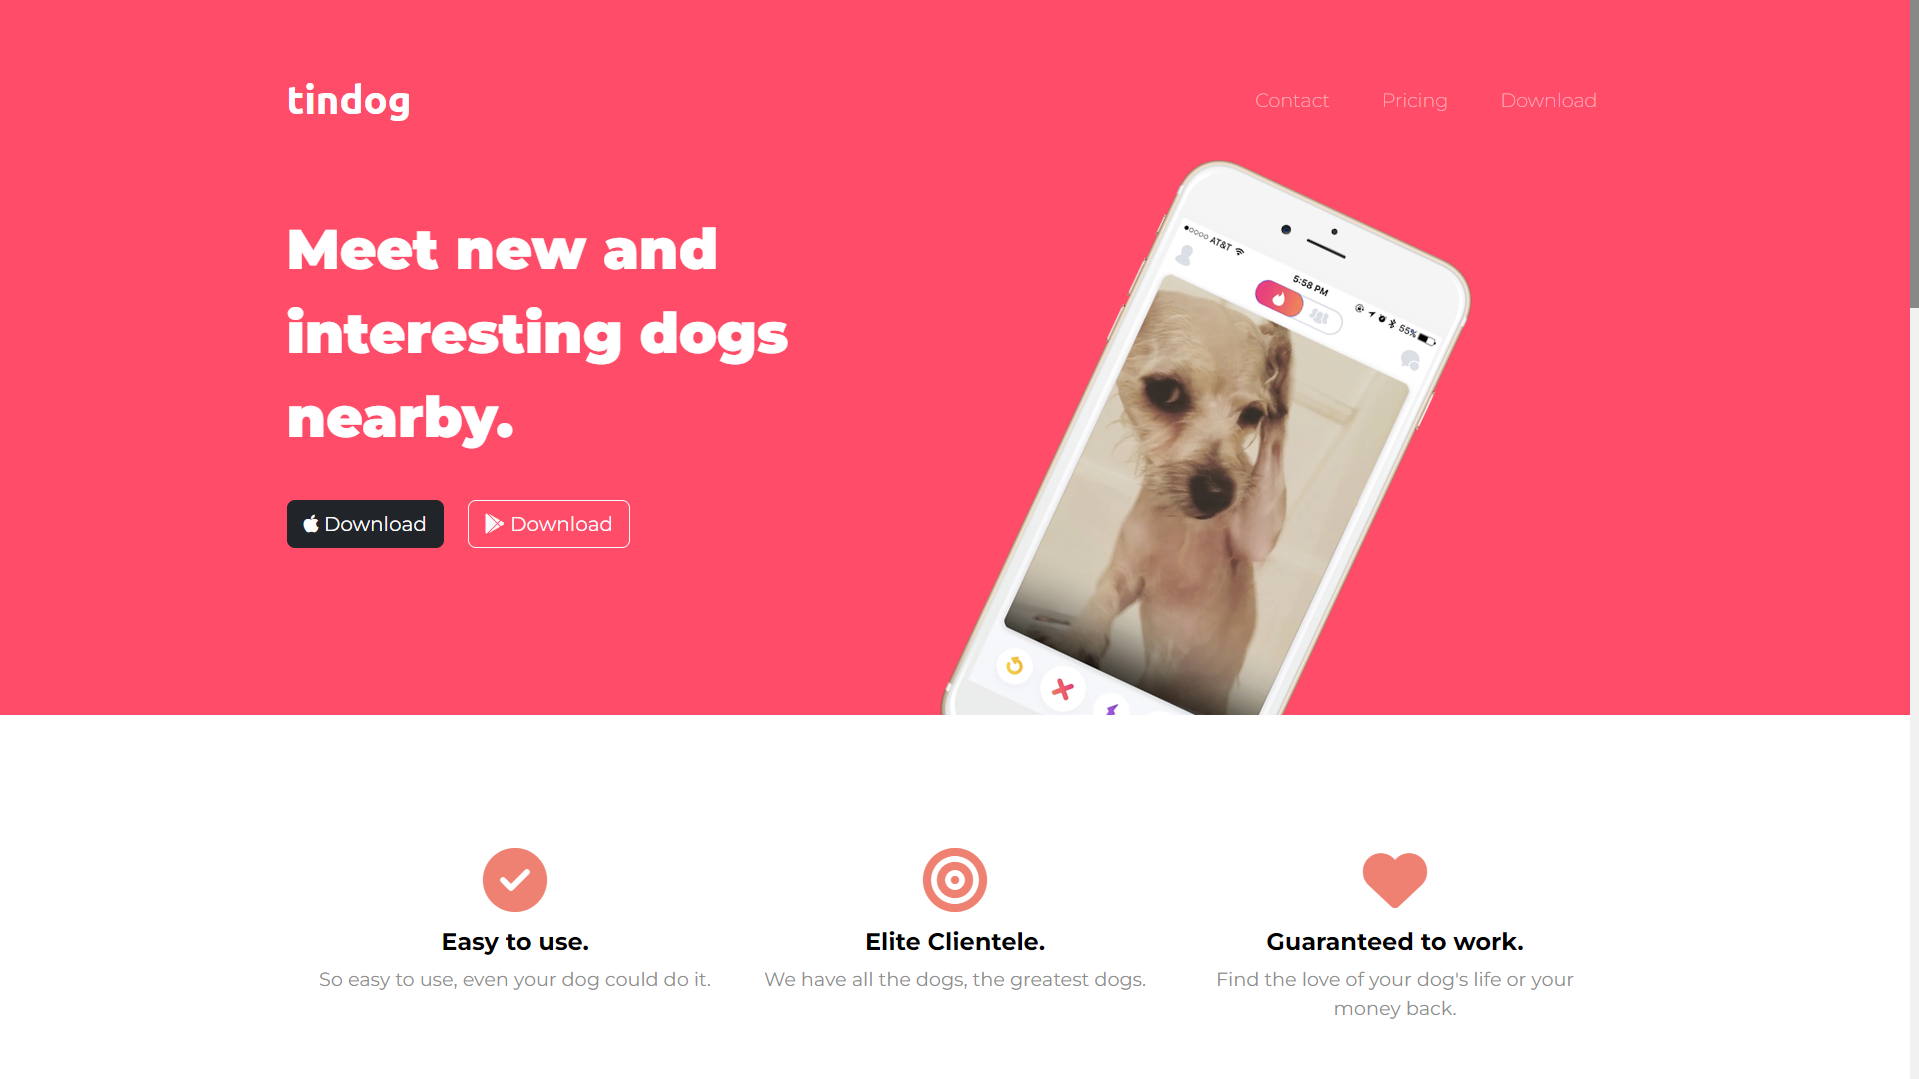 tindog
Contact Pricing Download
Meet new and
interesting dogs
nearby.
Download Download
AT&T
5:58 PM
55%
Easy to use.
So easy to use, even your dog could do it.
Elite Clientele.
We have all the dogs, the greatest dogs.
Guaranteed to work.
Find the love of your dog's life or your
money back.